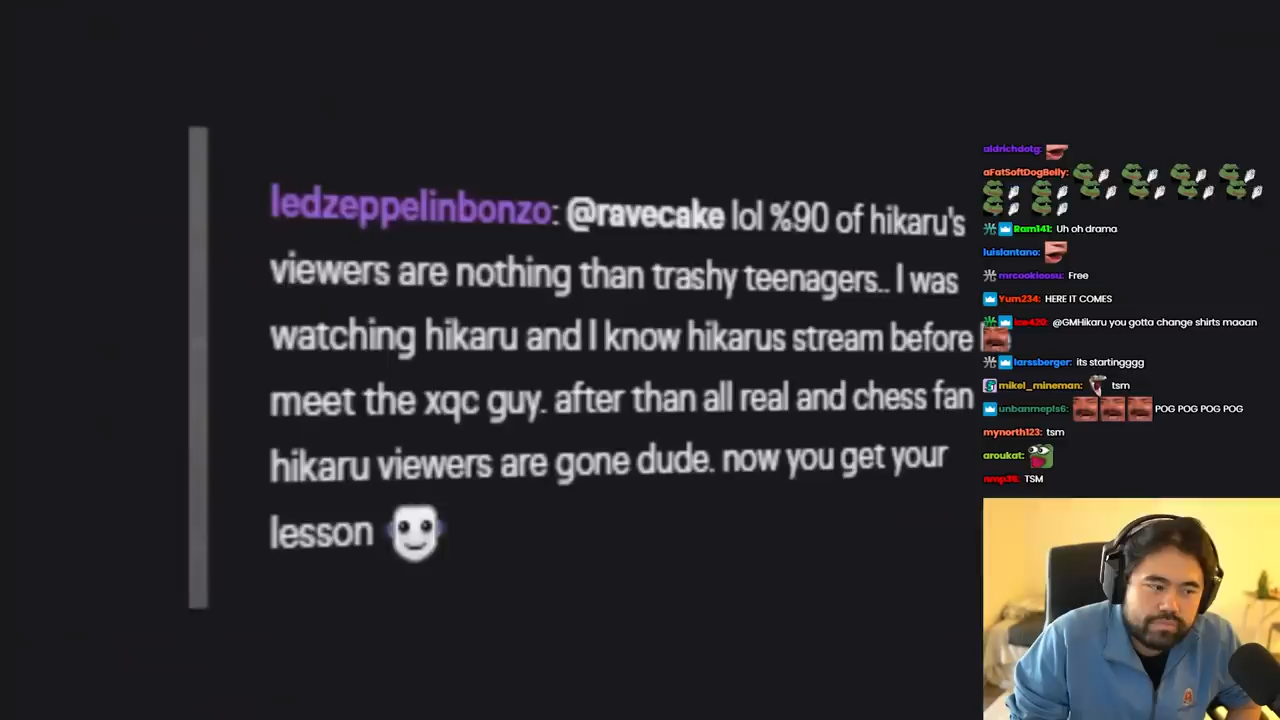 ledzeppelinbonzo: @ravecake lol %90 of hikaru's
viewers are nothing than trashy teenagers.. I was
watching hikaru and I know hikarus stream before I
meet the xqc guy. after than all real and chess fan
hikaru viewers are gone dude. now you get your
lesson
aldrichdotg:
aFatSoftDogBelly:
Ram141: Uh oh drama
luislantano:
mrcookieosu: Free
Yum234: HERE IT COMES
ice420: @GMHikaru you gotta change shirts maaan
larssberger: its startingggg
mikel_mineman: tsm
unbanmepls6: POG POG POG POG
mynorth123: tsm
aroukat:
TSM